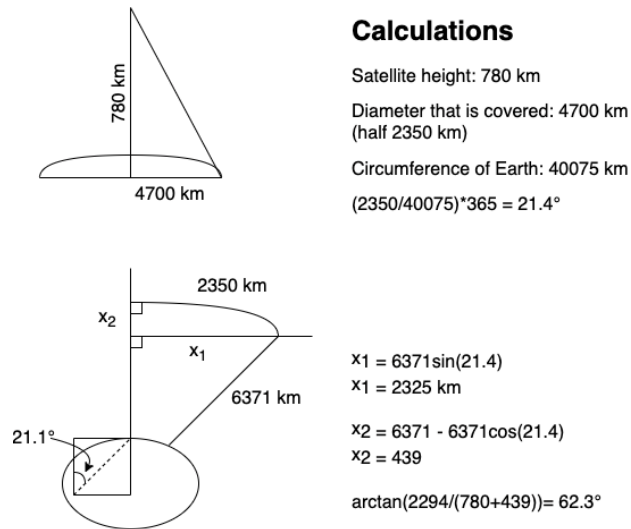 Calculations
780 km
Satellite height: 780 km
Diameter that is covered: 4700 km
(half 2350 km)
Circumference of Earth: 40075 km
4700 km
(2350/40075)*365 = 21.4°
2350 km
x2
x1
6371 km
21.1°
x1 = 6371sin(21.4)
x1 = 2325 km
x2 = 6371 - 6371cos(21.4)
x2 = 439
arctan(2294/(780+439))= 62.3°